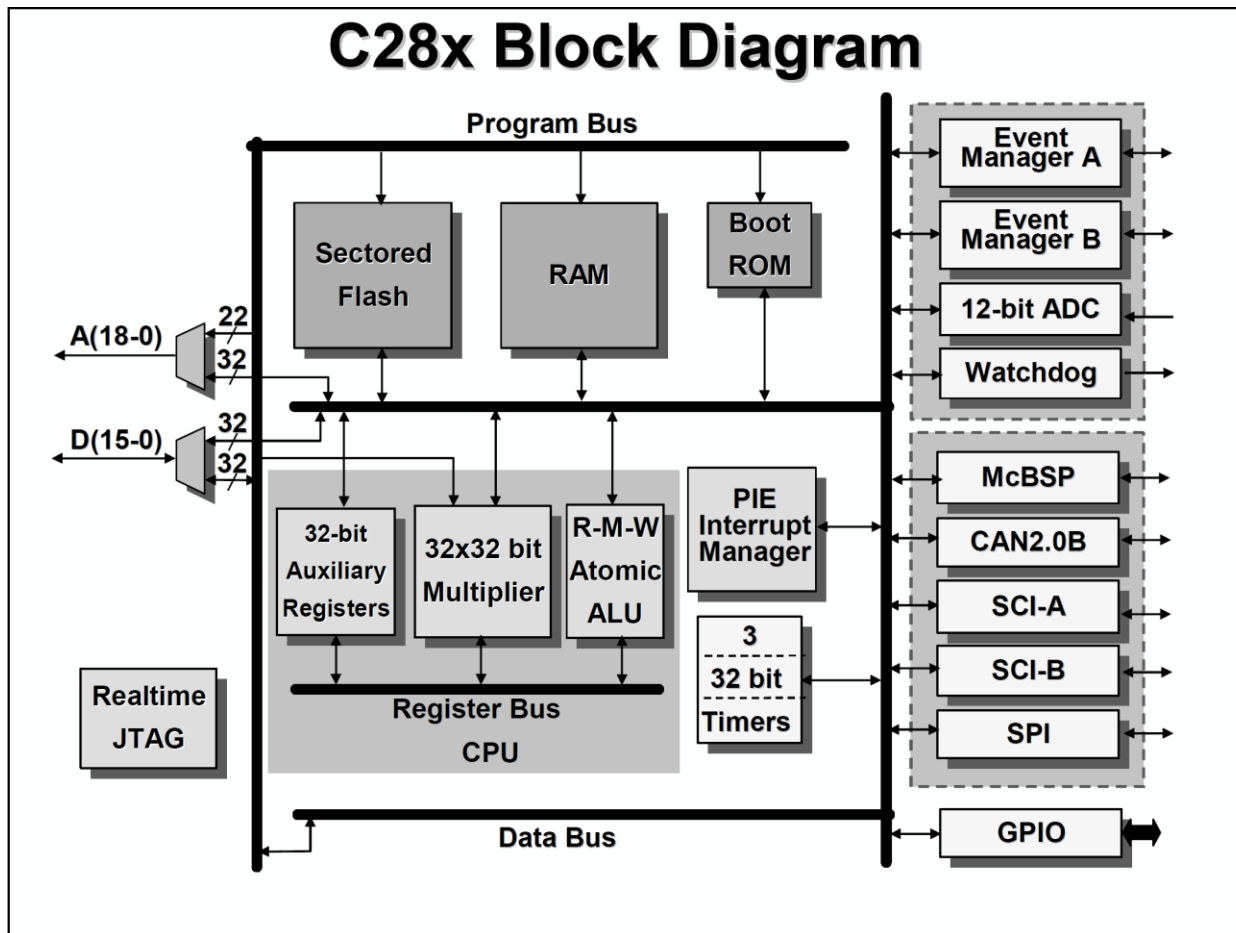 C28x Block Diagram
Program Bus
Sectored
Flash
RAM
Boot
ROM
A(18-0)
22
32
D(15-0)
32
32
32-bit
Auxiliary
Registers
32x32 bit
Multiplier
R-M-W
Atomic
ALU
Register Bus
CPU
PIE
Interrupt
Manager
3
32 bit
Timers
Realtime
JTAG
Data Bus
Event
Manager A
Event
Manager B
12-bit ADC
Watchdog
McBSP
CAN2.0B
SCI-A
SCI-B
SPI
GPIO